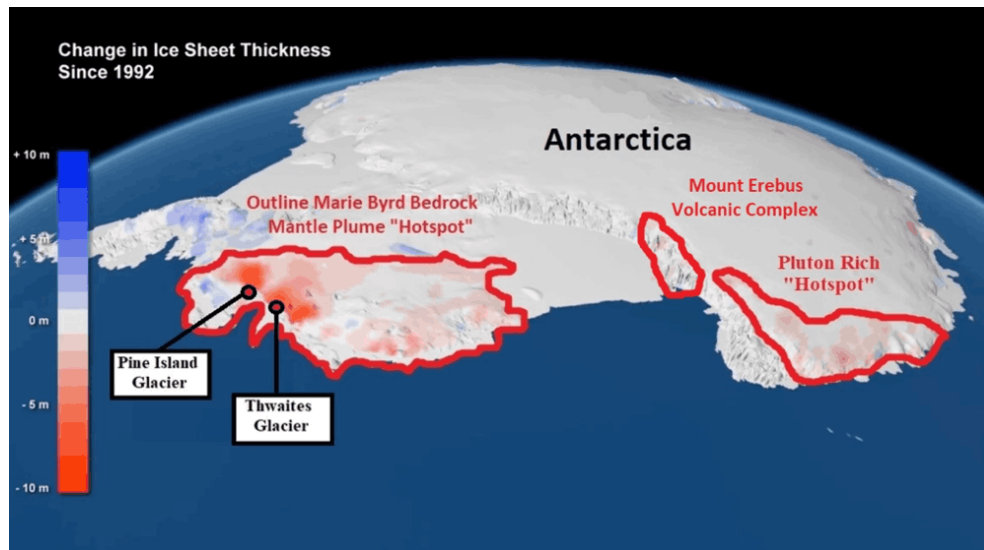 Change in Ice Sheet Thickness
Since 1992
Antarctica
+ 10 m
Mount Erebus
Volcanic Complex
Outline Marie Byrd Bedrock
Mantle Plume "Hotspot"
+ 5 m
Pluton Rich
"Hotspot"
0 m
Pine Island
Glacier
Thwaites
Glacier
- 5 m
- 10 m